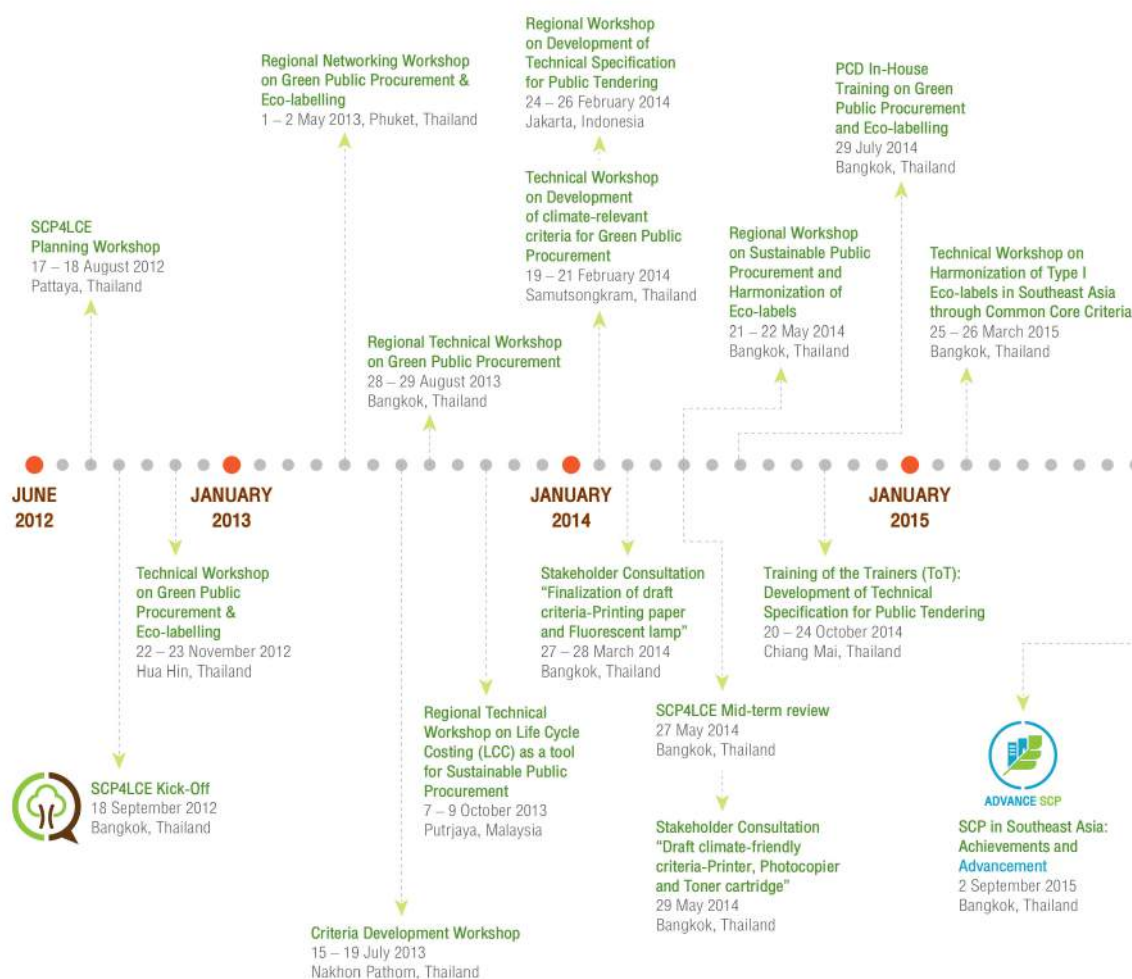 Regional Workshop
on Development of
Technical Specification
for Public Tendering
24 – 26 February 2014
Jakarta, Indonesia
Regional Networking Workshop
on Green Public Procurement &
Eco-labelling
1 – 2 May 2013, Phuket, Thailand
PCD In-House
Training on Green
Public Procurement
and Eco-labelling
29 July 2014
Bangkok, Thailand
Technical Workshop
on Development
of climate-relevant
criteria for Green Public
Procurement
19 – 21 February 2014
Samutsongkram, Thailand
SCP4LCE
Planning Workshop
17 – 18 August 2012
Pattaya, Thailand
Regional Workshop
on Sustainable Public
Procurement and
Harmonization of
Eco-labels
21 – 22 May 2014
Bangkok, Thailand
Technical Workshop on
Harmonization of Type I
Eco-labels in Southeast Asia
through Common Core Criteria
25 – 26 March 2015
Bangkok, Thailand
Regional Technical Workshop
on Green Public Procurement
28 – 29 August 2013
Bangkok, Thailand
JUNE
2012
JANUARY
2013
JANUARY
2014
JANUARY
2015
Technical Workshop
on Green Public
Procurement &
Eco-labelling
22 – 23 November 2012
Hua Hin, Thailand
Stakeholder Consultation
"Finalization of draft
criteria-Printing paper
and Fluorescent lamp"
27 – 28 March 2014
Bangkok, Thailand
Training of the Trainers (ToT):
Development of Technical
Specification for Public Tendering
20 – 24 October 2014
Chiang Mai, Thailand
Regional Technical
Workshop on Life Cycle
Costing (LCC) as a tool
for Sustainable Public
Procurement
7 – 9 October 2013
Putrjaya, Malaysia
SCP4LCE Mid-term review
27 May 2014
Bangkok, Thailand
SCP4LCE Kick-Off
18 September 2012
Bangkok, Thailand
ADVANCE SCP
Stakeholder Consultation
"Draft climate-friendly
criteria-Printer, Photocopier
and Toner cartridge"
29 May 2014
Bangkok, Thailand
SCP in Southeast Asia:
Achievements and
Advancement
2 September 2015
Bangkok, Thailand
Criteria Development Workshop
15 – 19 July 2013
Nakhon Pathom, Thailand